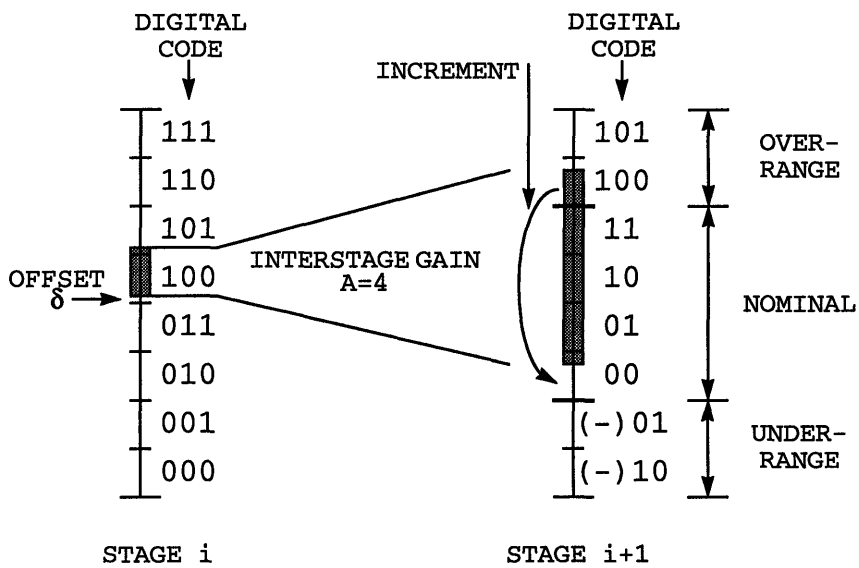 DIGITAL
CODE
DIGITAL
CODE
INCREMENT
111
110
101
100
011
010
001
000
OFFSET
δ
INTERSTAGE GAIN
A=4
101
100
11
10
01
00
(-)01
(-)10
OVER-
RANGE
NOMINAL
UNDER-
RANGE
STAGE i
STAGE i+1